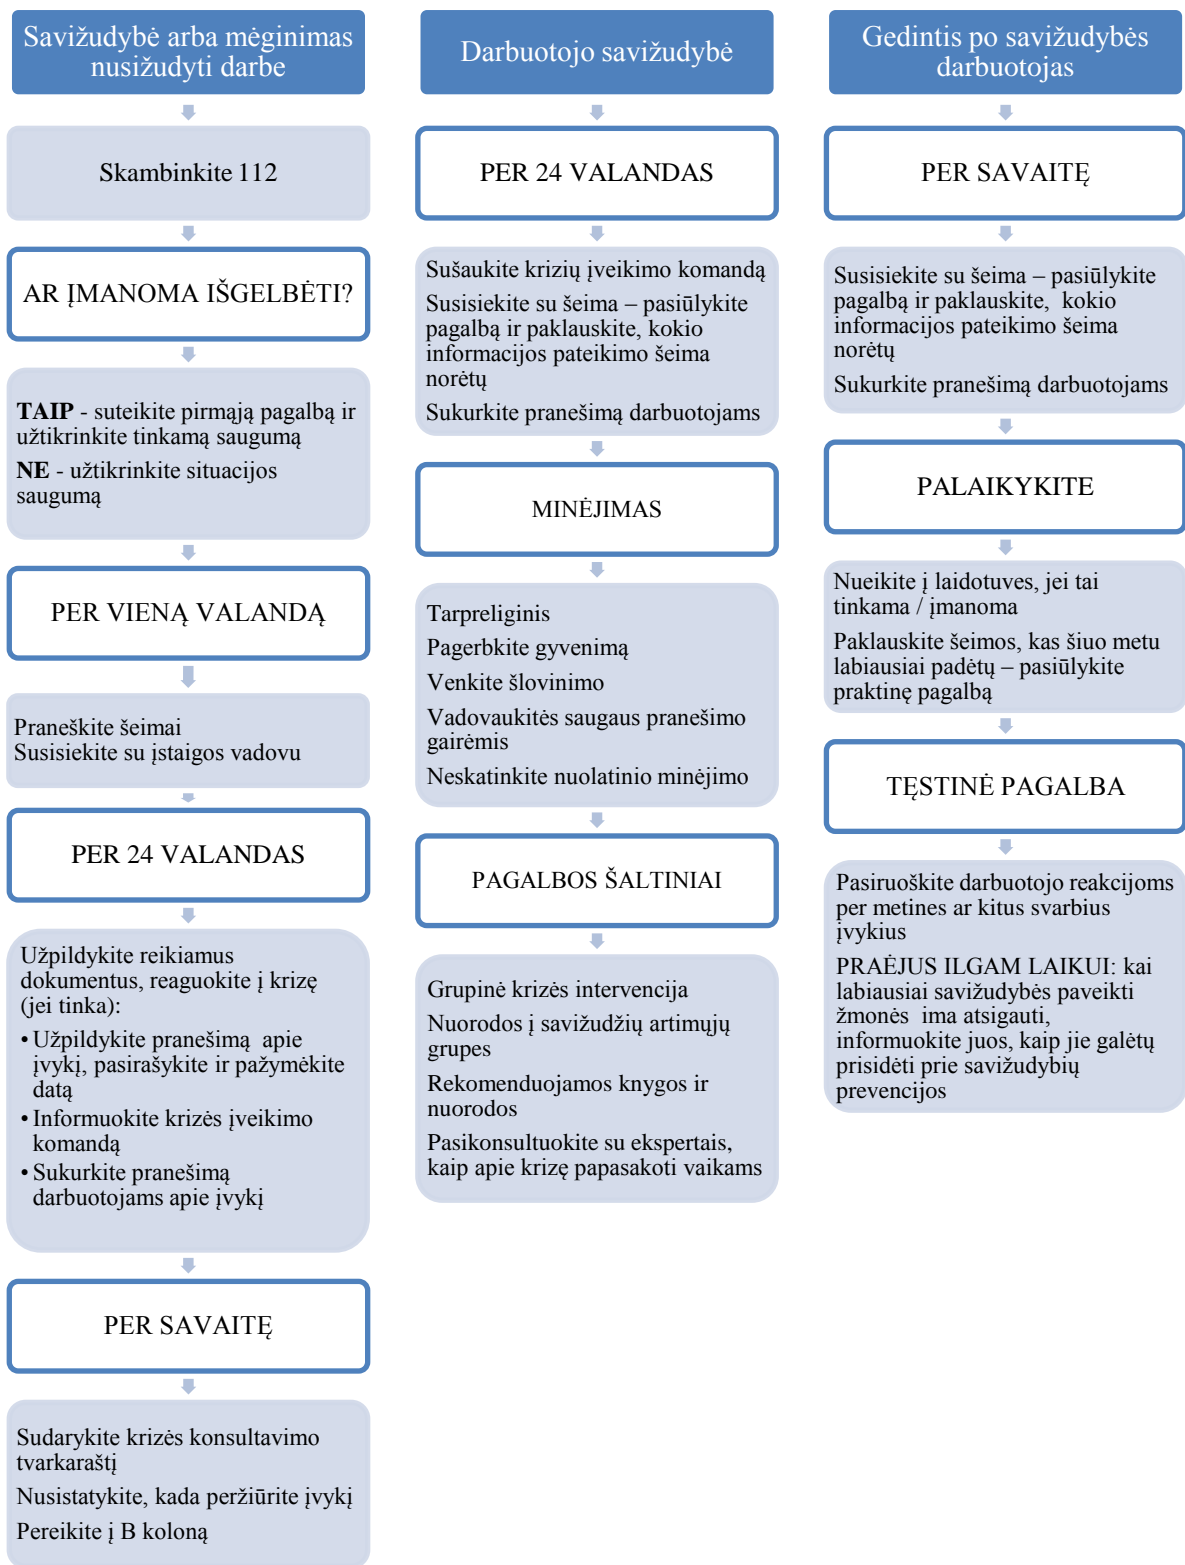 Savižudybė arba mėginimas
nusižudyti darbe
Skambinkite 112
AR ĮMANOMA IŠGELBĖTI?
TAIP - suteikite pirmąją pagalbą ir
užtikrinkite tinkamą saugumą
NE - užtikrinkite situacijos
saugumą
PER VIENĄ VALANDĄ
Praneškite šeimai
Susisiekite su įstaigos vadovu
PER 24 VALANDAS
Užpildykite reikiamus
dokumentus, reaguokite į krizę
(jei tinka):
• Užpildykite pranešimą apie
įvykį, pasirašykite ir pažymėkite
datą
• Informuokite krizės įveikimo
komandą
• Sukurkite pranešimą
darbuotojams apie įvykį
PER SAVAITĘ
Sudarykite krizės konsultavimo
tvarkaraštį
Nusistatykite, kada peržiūrite įvykį
Pereikite į B koloną
Darbuotojo savižudybė
PER 24 VALANDAS
Sušaukite krizių įveikimo komandą
Susisiekite su šeima – pasiūlykite
pagalbą ir paklauskite, kokio
informacijos pateikimo šeima
norėtų
Sukurkite pranešimą darbuotojams
MINĖJIMAS
Tarpreliginis
Pagerbkite gyvenimą
Venkite šlovinimo
Vadovaukitės saugaus pranešimo
gairėmis
Neskatinkite nuolatinio minėjimo
PAGALBOS ŠALTINIAI
Grupinė krizės intervencija
Nuorodos į savižudžių artimųjų
grupes
Rekomenduojamos knygos ir
nuorodos
Pasikonsultuokite su ekspertais,
kaip apie krizę papasakoti vaikams
Gedintis po savižudybės
darbuotojas
PER SAVAITĘ
Susisiekite su šeima – pasiūlykite
pagalbą ir paklauskite, kokio
informacijos pateikimo šeima
norėtų
Sukurkite pranešimą darbuotojams
PALAIKYKITE
Nueikite į laidotuves, jei tai
tinkama / įmanoma
Paklauskite šeimos, kas šiuo metu
labiausiai padėtų – pasiūlykite
praktinę pagalbą
TĘSTINĖ PAGALBA
Pasiruoškite darbuotojo reakcijoms
per metines ar kitus svarbius
įvykius
PRAĖJUS ILGAM LAIKUI: kai
labiausiai savižudybės paveikti
žmonės ima atsigauti,
informuokite juos, kaip jie galėtų
prisidėti prie savižudybių
prevencijos